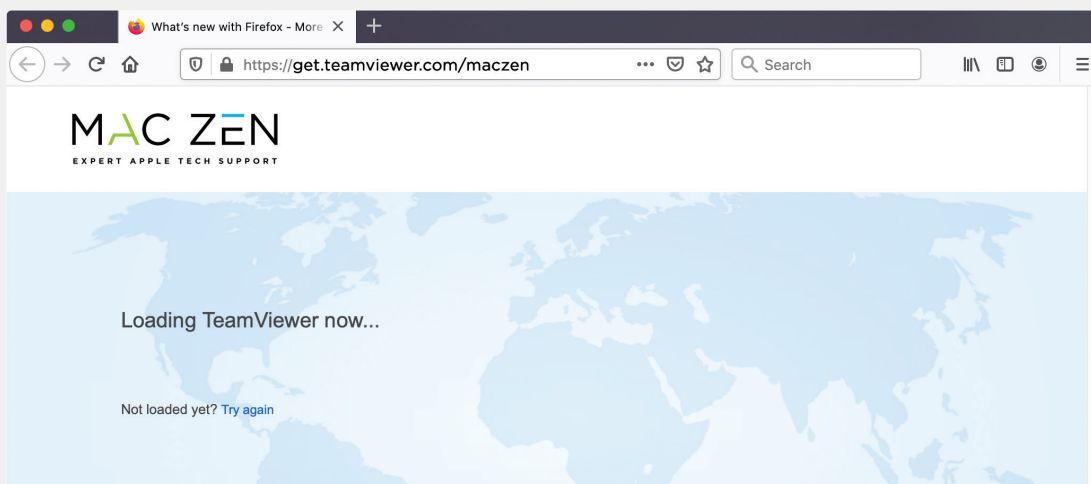 What's new with Firefox - More
https://get.teamviewer.com/maczen
Search
MAC ZEN
EXPERT APPLE TECH SUPPORT
Loading TeamViewer now...
Not loaded yet? Try again